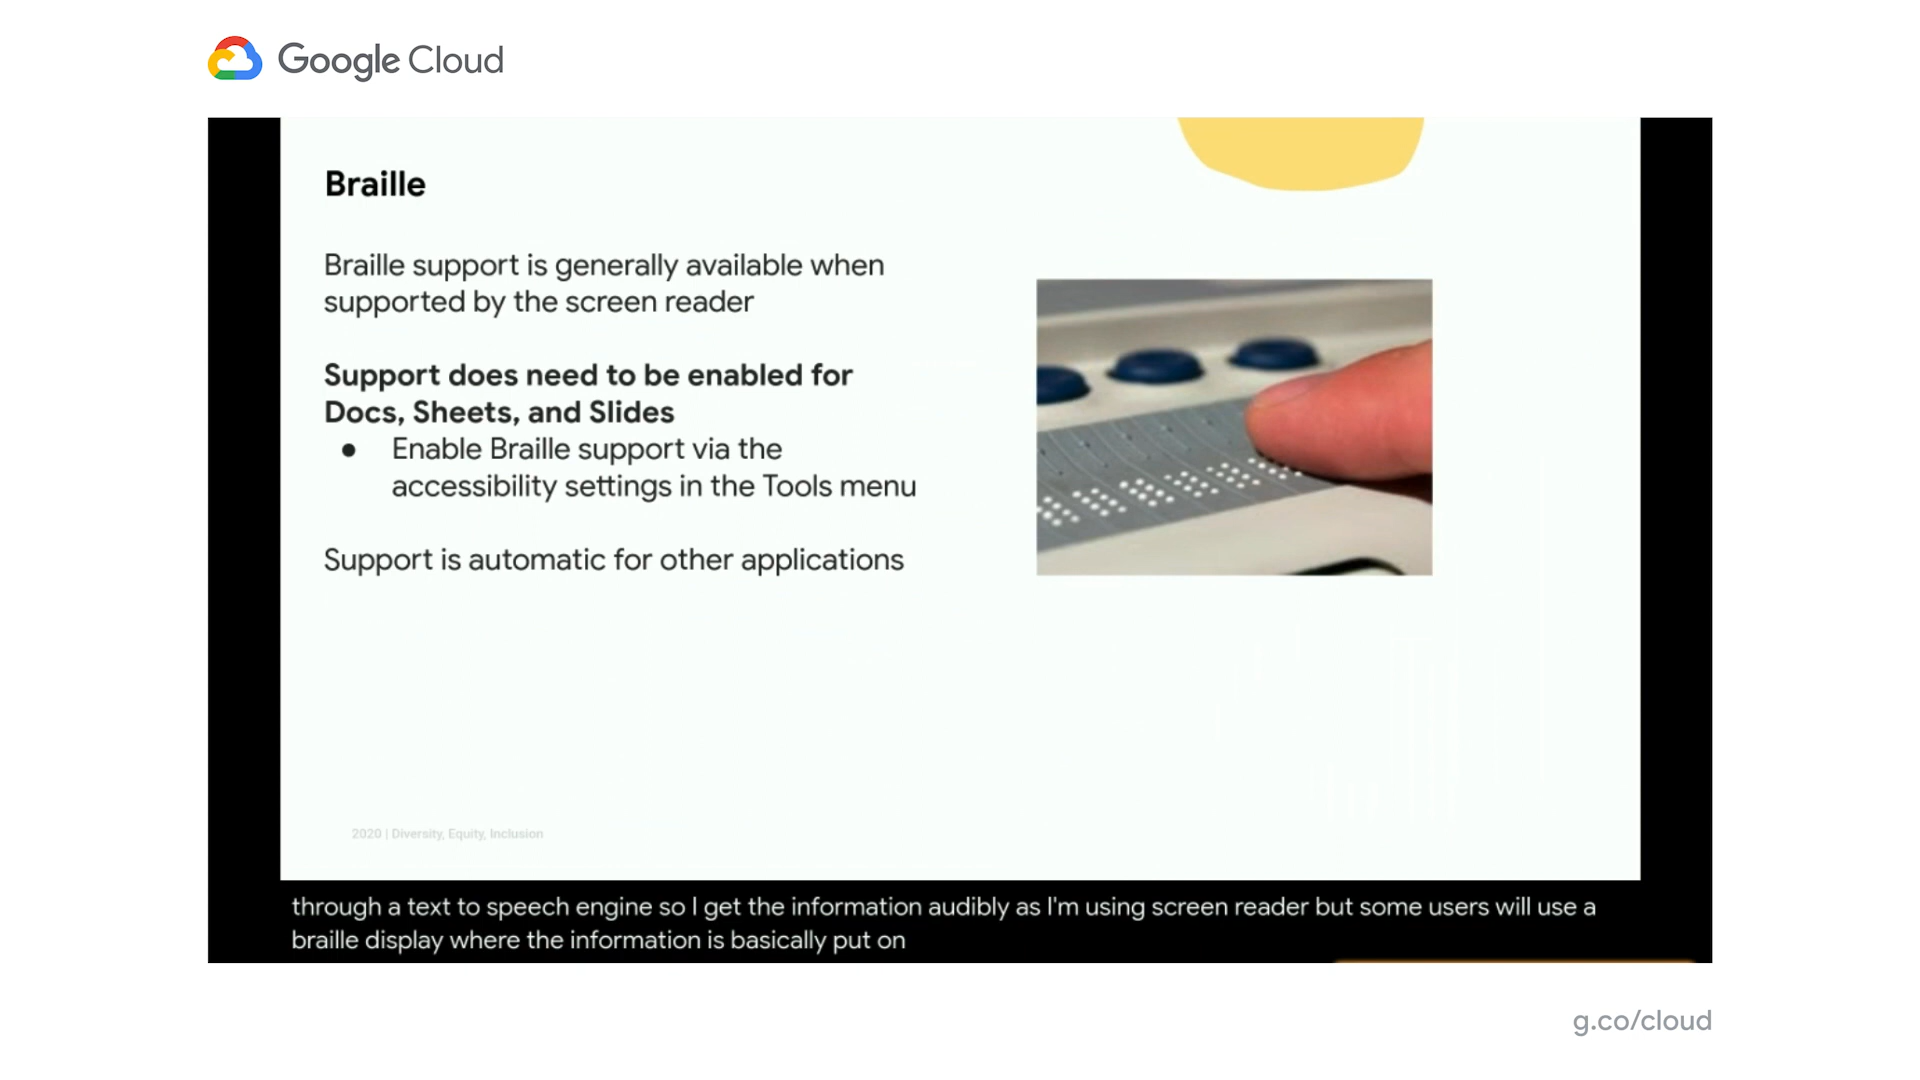 Google Cloud
Braille
Braille support is generally available when
supported by the screen reader
Support does need to be enabled for
Docs, Sheets, and Slides
● Enable Braille support via the
accessibility settings in the Tools menu
Support is automatic for other applications
2020 | Diversity, Equity, Inclusion
through a text to speech engine so I get the information audibly as I'm using screen reader but some users will use a
braille display where the information is basically put on
g.co/cloud